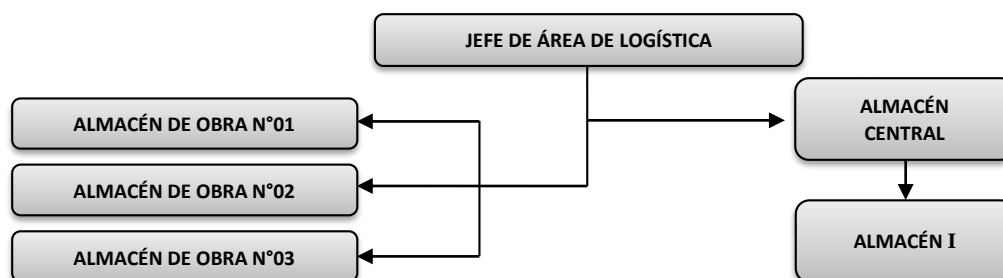 JEFE DE ÁREA DE LOGÍSTICA
ALMACÉN DE OBRA N°01
ALMACÉN DE OBRA N°02
ALMACÉN DE OBRA N°03
ALMACÉN
CENTRAL
ALMACÉN I